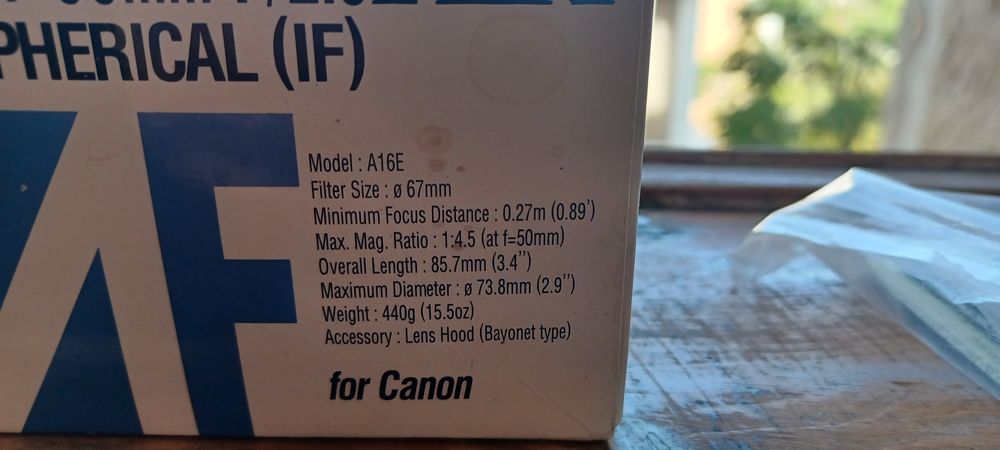 PHERICAL (IF)
AF
Model : A16E
Filter Size : ø 67mm
Minimum Focus Distance : 0.27m (0.89')
Max. Mag. Ratio : 1:4.5 (at f=50mm)
Overall Length : 85.7mm (3.4")
Maximum Diameter : ø 73.8mm (2.9")
Weight : 440g (15.5oz)
Accessory : Lens Hood (Bayonet type)
for Canon